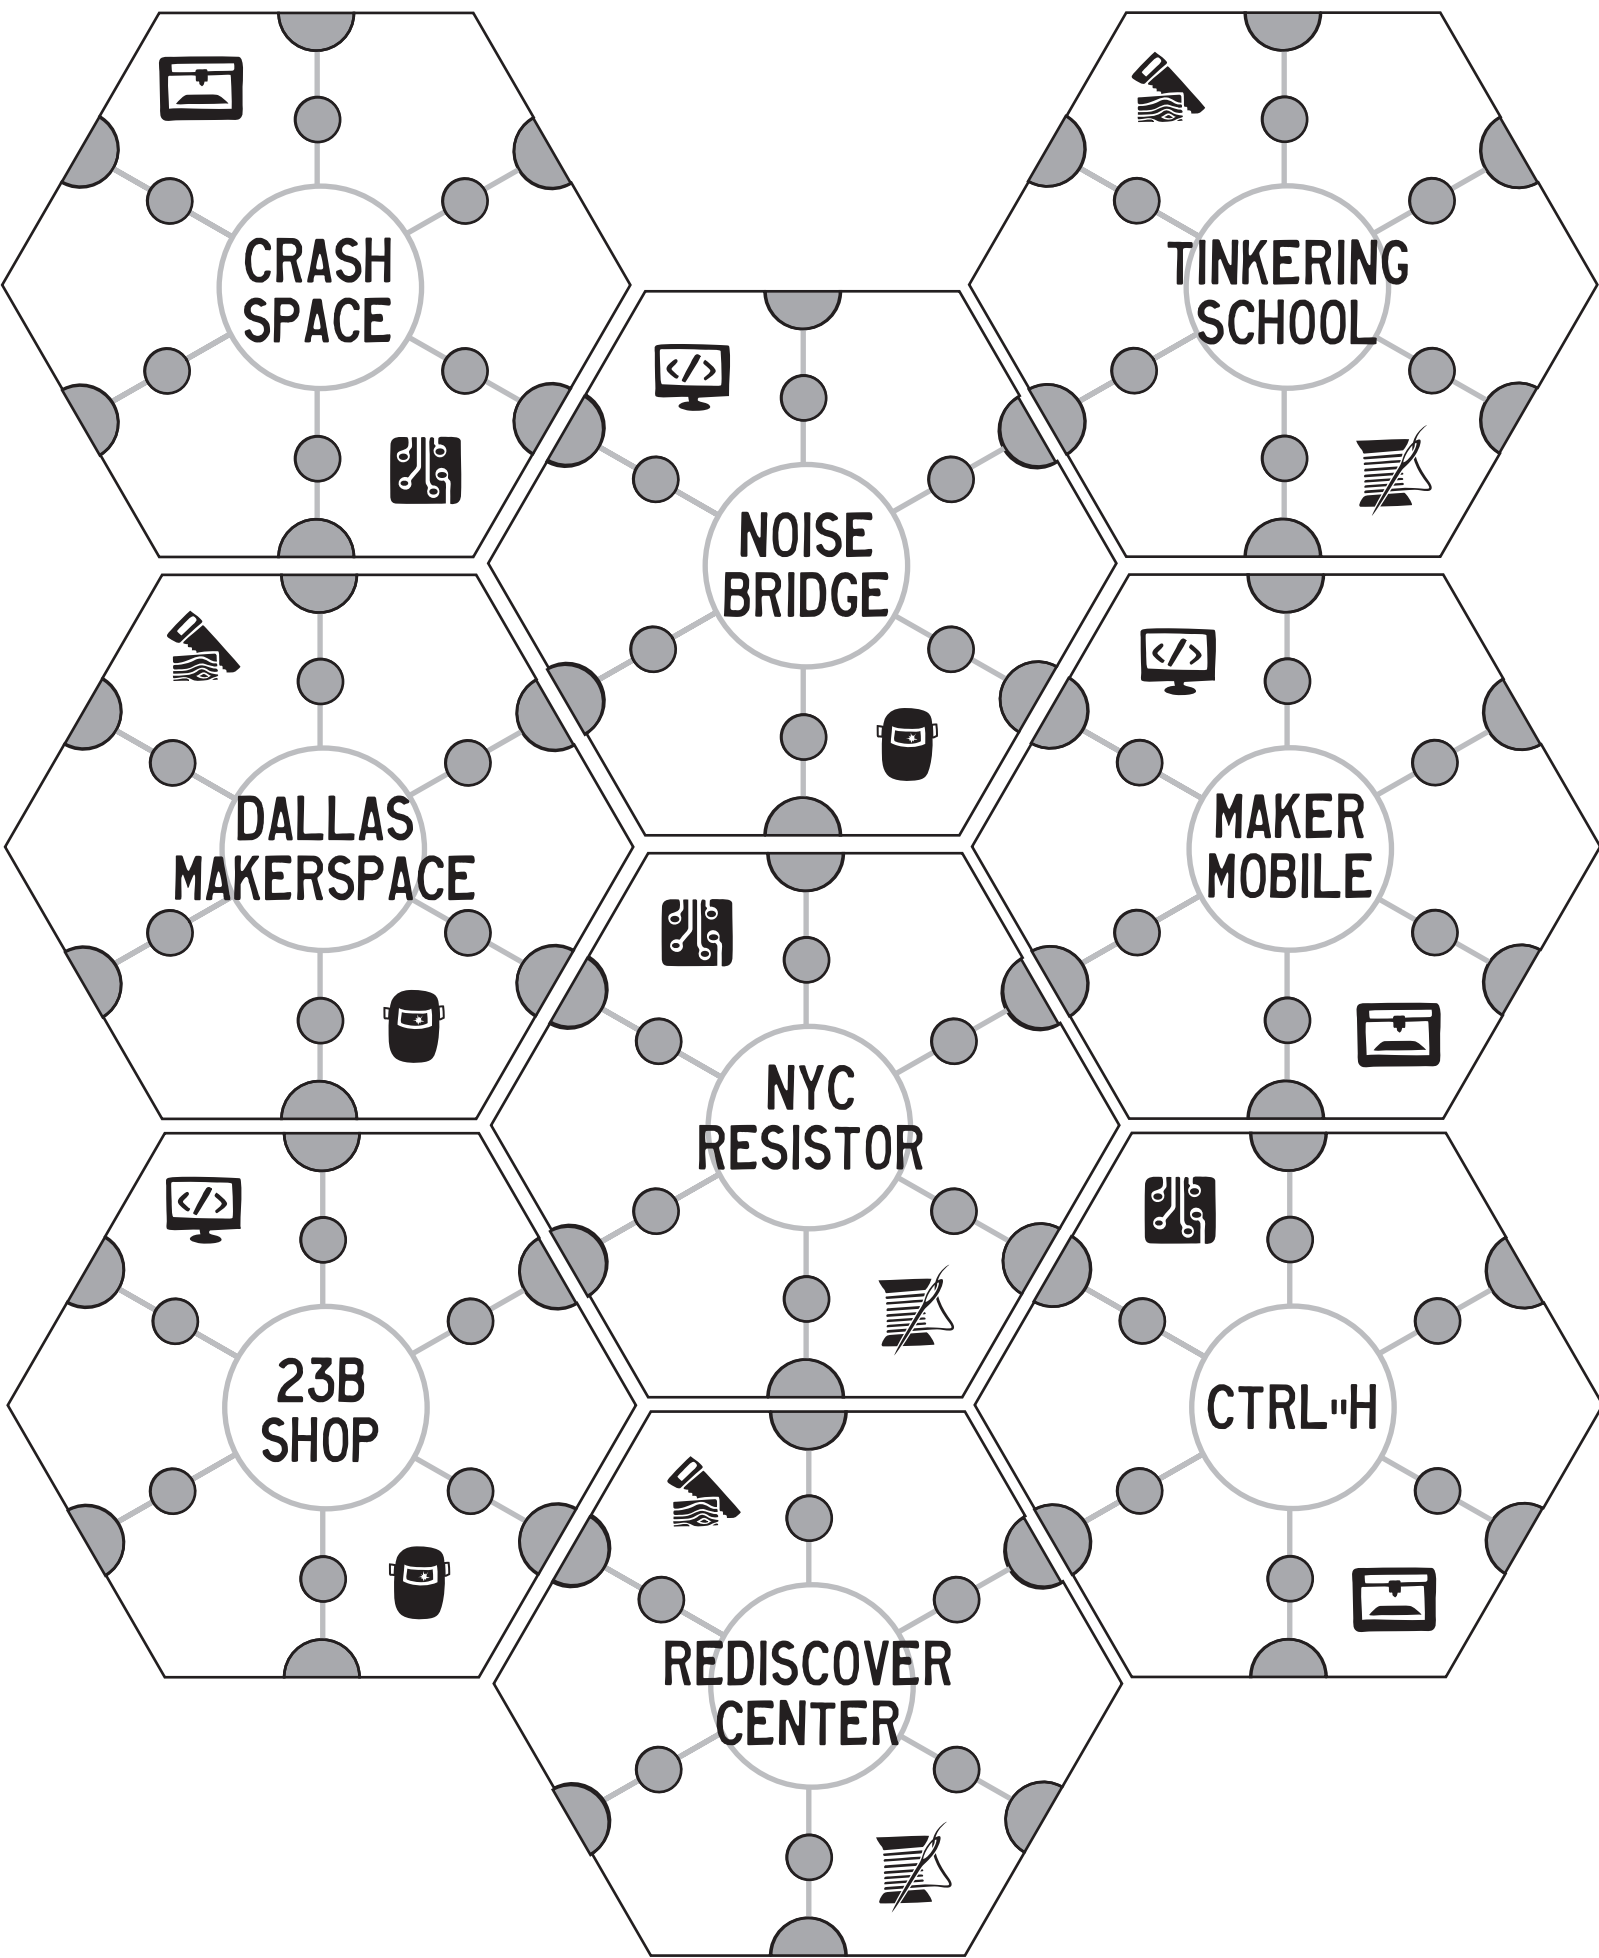 CRASH
SPACE
TINKERING
SCHOOL
</>
NOISE
BRIDGE
</>
DALLAS
MAKERSPACE
MAKER
MOBILE
NYC
RESISTOR
</>
23B
SHOP
CTRL"H
REDISCOVER
CENTER